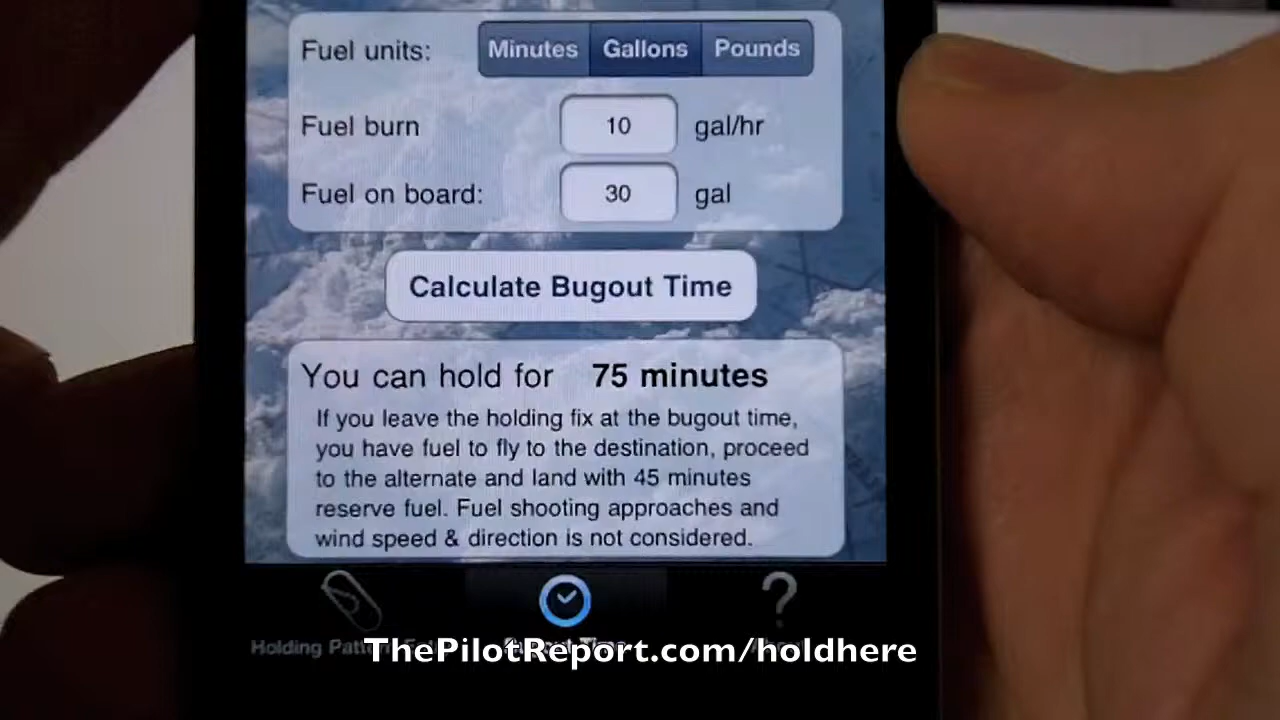 Fuel units: Minutes Gallons Pounds
Fuel burn 10 gal/hr
Fuel on board: 30 gal
Calculate Bugout Time
You can hold for 75 minutes
If you leave the holding fix at the bugout time,
you have fuel to fly to the destination, proceed
to the alternate and land with 45 minutes
reserve fuel. Fuel shooting approaches and
wind speed & direction is not considered.
Holding
ThePilotReport.com/holdhere